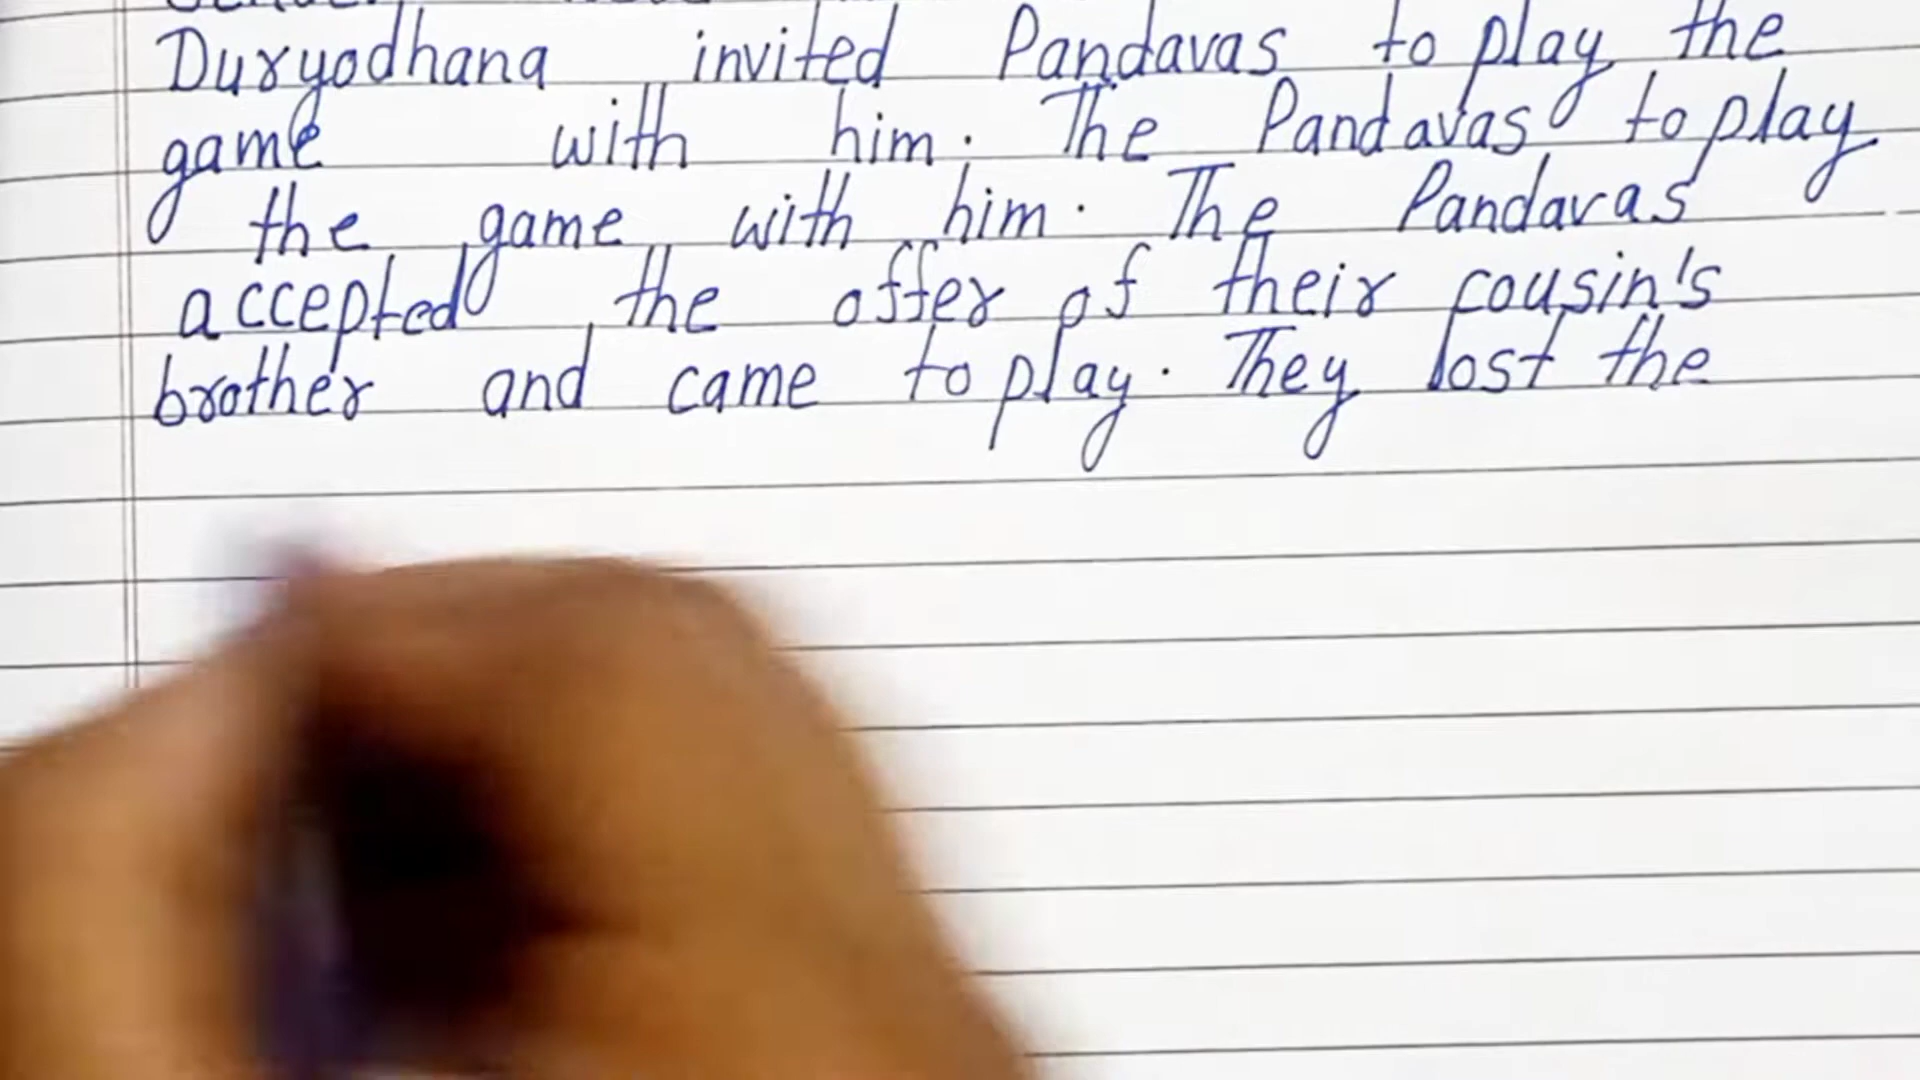 Duryodhana invited Pandavas to play the
game with him. The Pandavas to play
the game with him. The Pandavas
accepted the offer of their cousin's
brother and came to play. They lost the